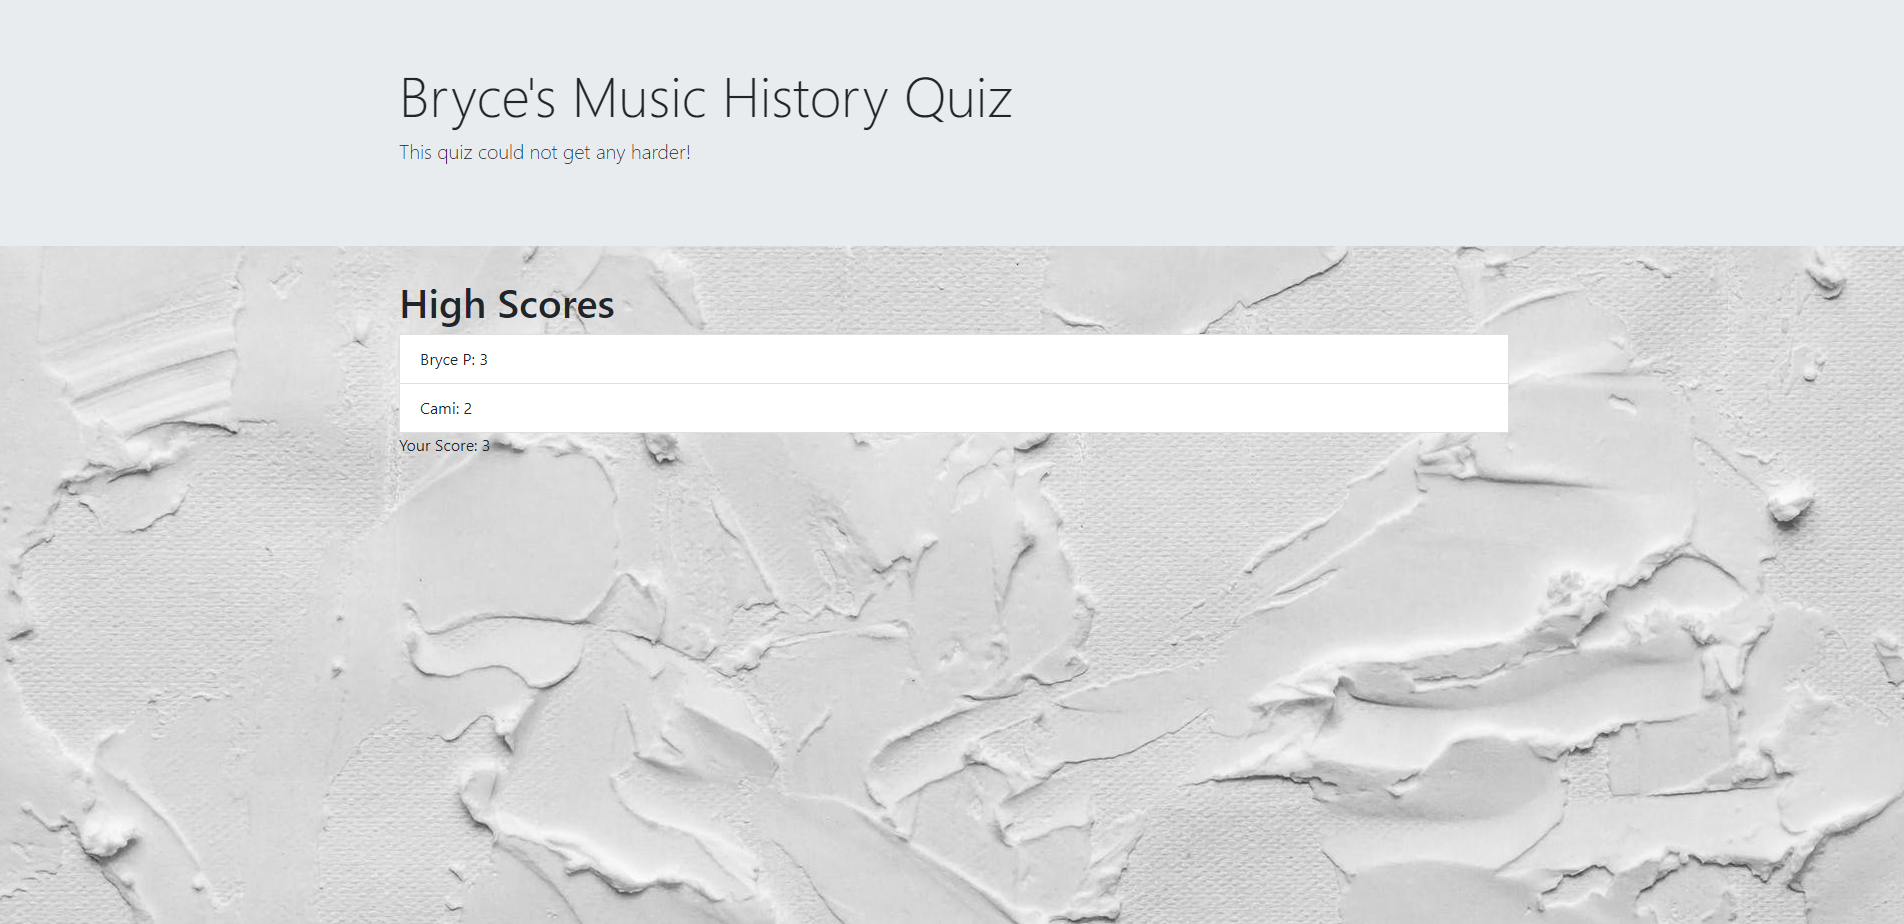 Bryce's Music History Quiz
This quiz could not get any harder!
High Scores
Bryce P: 3
Cami: 2
Your Score: 3